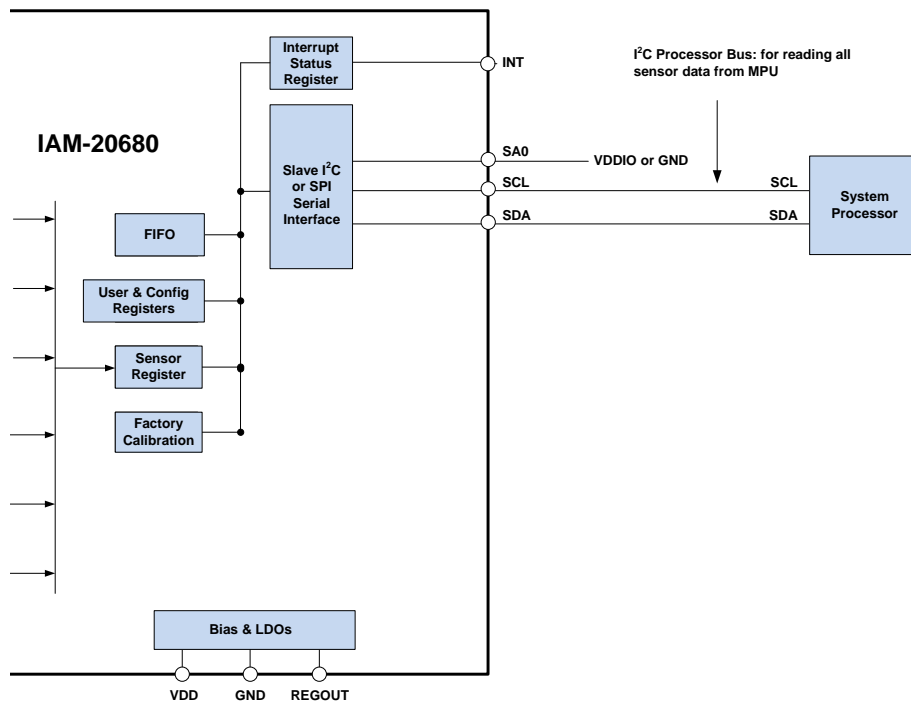 Interrupt
Status
Register
INT
I²C Processor Bus: for reading all
sensor data from MPU
IAM-20680
Slave I²C
or SPI
Serial
Interface
SA0
VDDIO or GND
SCL
SCL
SDA
SDA
System
Processor
FIFO
User & Config
Registers
Sensor
Register
Factory
Calibration
Bias & LDOs
VDD
GND
REGOUT